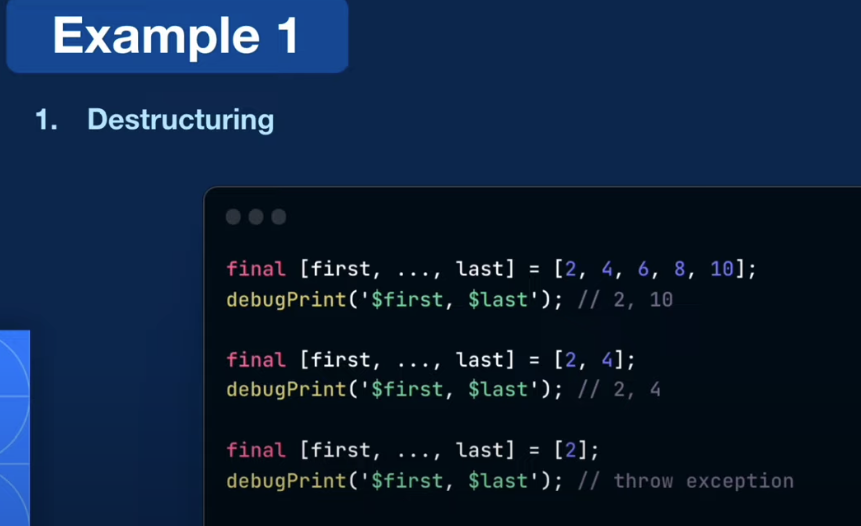 Example 1
1. Destructuring
final [first, ..., last] = [2, 4, 6, 8, 10];
debugPrint('$first, $last'); // 2, 10
final [first, ..., last] = [2, 4];
debugPrint('$first, $last'); // 2, 4
final [first, ..., last] = [2];
debugPrint('$first, $last'); // throw exception